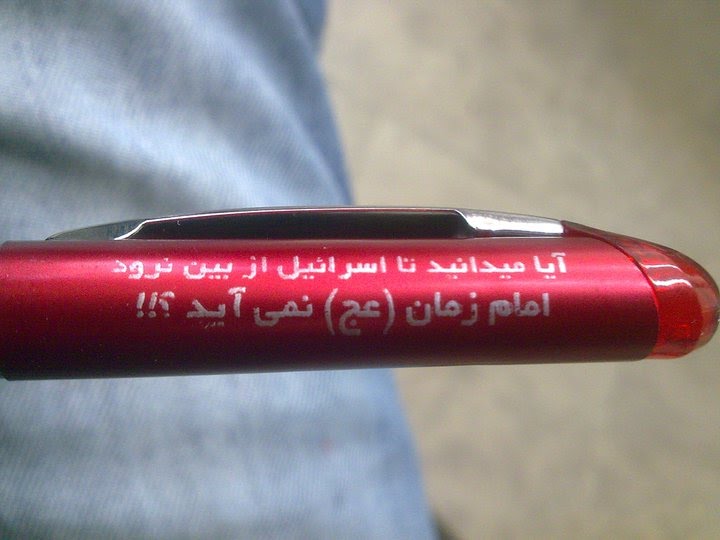 آیا میدانید تا اسرائیل از بین نرود
امام زمان (عج) نمی آید ؟!!